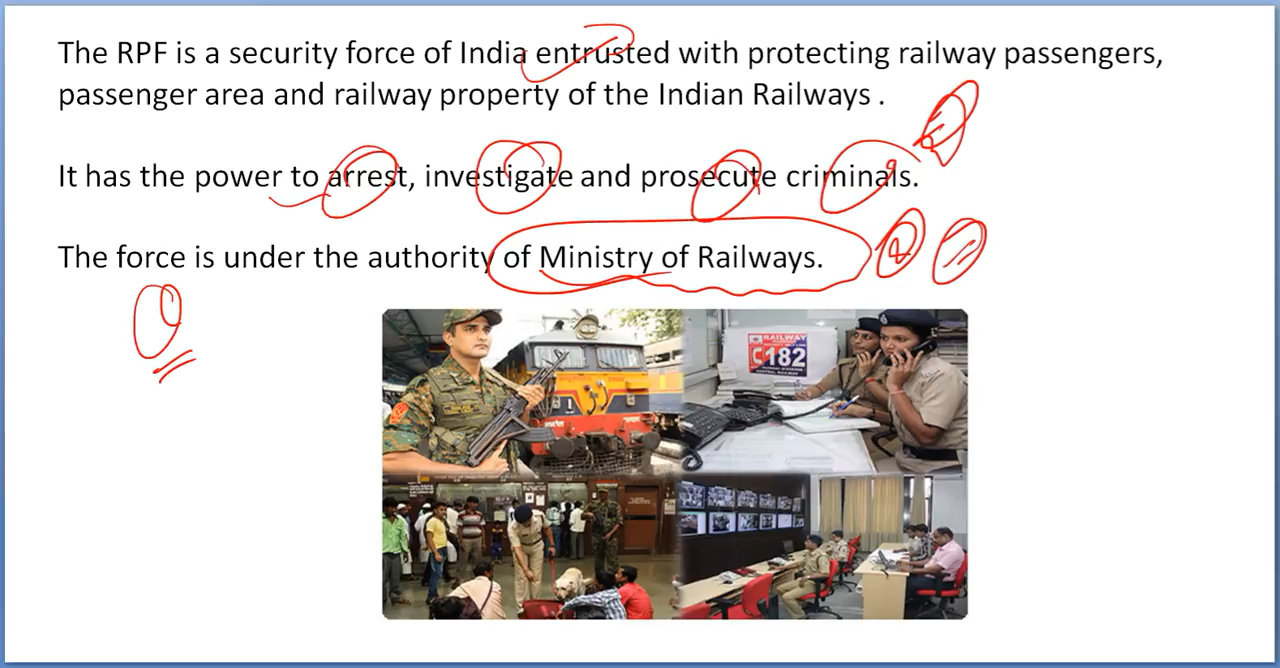 The RPF is a security force of India entrusted with protecting railway passengers,
passenger area and railway property of the Indian Railways .
It has the power to arrest, investigate and prosecute criminals.
The force is under the authority of Ministry of Railways.
RAILWAY
182